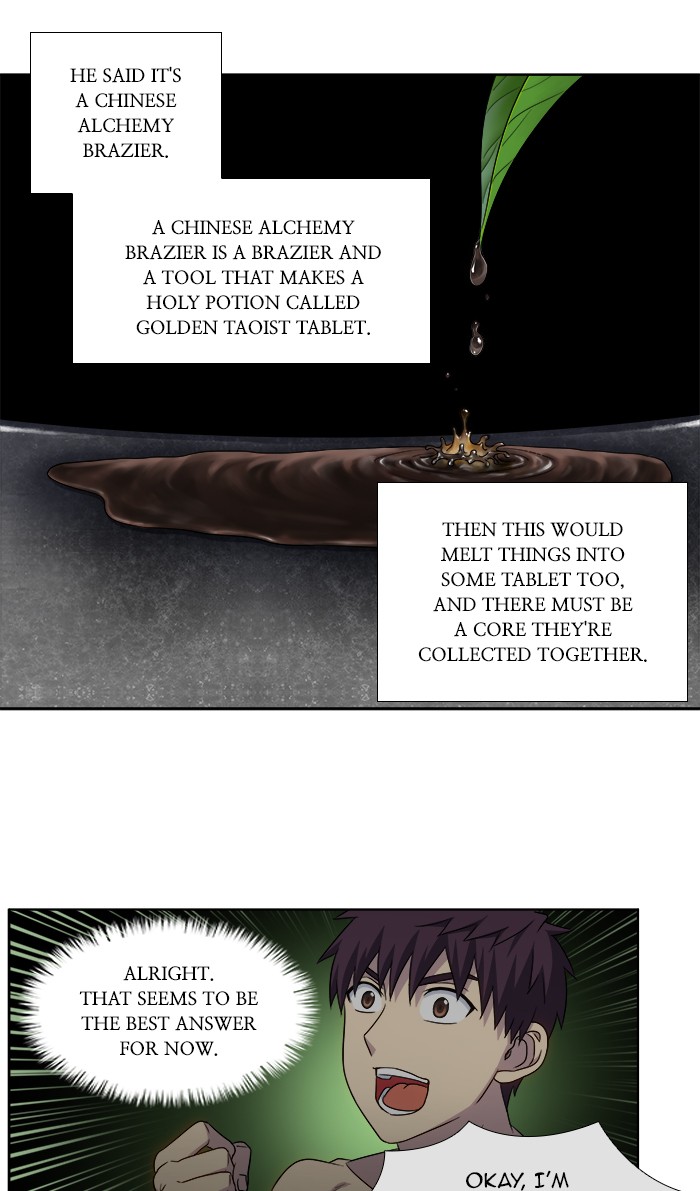 HE SAID IT'S
A CHINESE
ALCHEMY
BRAZIER.
A CHINESE ALCHEMY
BRAZIER IS A BRAZIER AND
A TOOL THAT MAKES A
HOLY POTION CALLED
GOLDEN TAOIST TABLET.
THEN THIS WOULD
MELT THINGS INTO
SOME TABLET TOO,
AND THERE MUST BE
A CORE THEY'RE
COLLECTED TOGETHER.
ALRIGHT.
THAT SEEMS TO BE
THE BEST ANSWER
FOR NOW.
OKAY, I'M